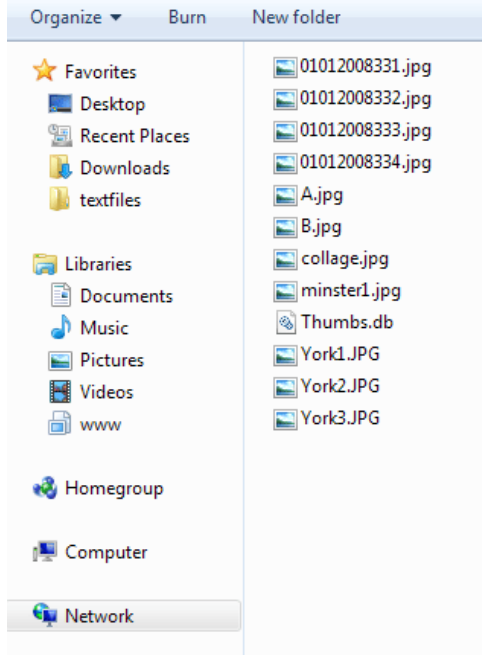 Organize Burn New folder
Favorites
Desktop
Recent Places
Downloads
textfiles
Libraries
Documents
Music
Pictures
Videos
www
Homegroup
Computer
Network
01012008331.jpg
01012008332.jpg
01012008333.jpg
01012008334.jpg
A.jpg
B.jpg
collage.jpg
minster1.jpg
Thumbs.db
York1.JPG
York2.JPG
York3.JPG